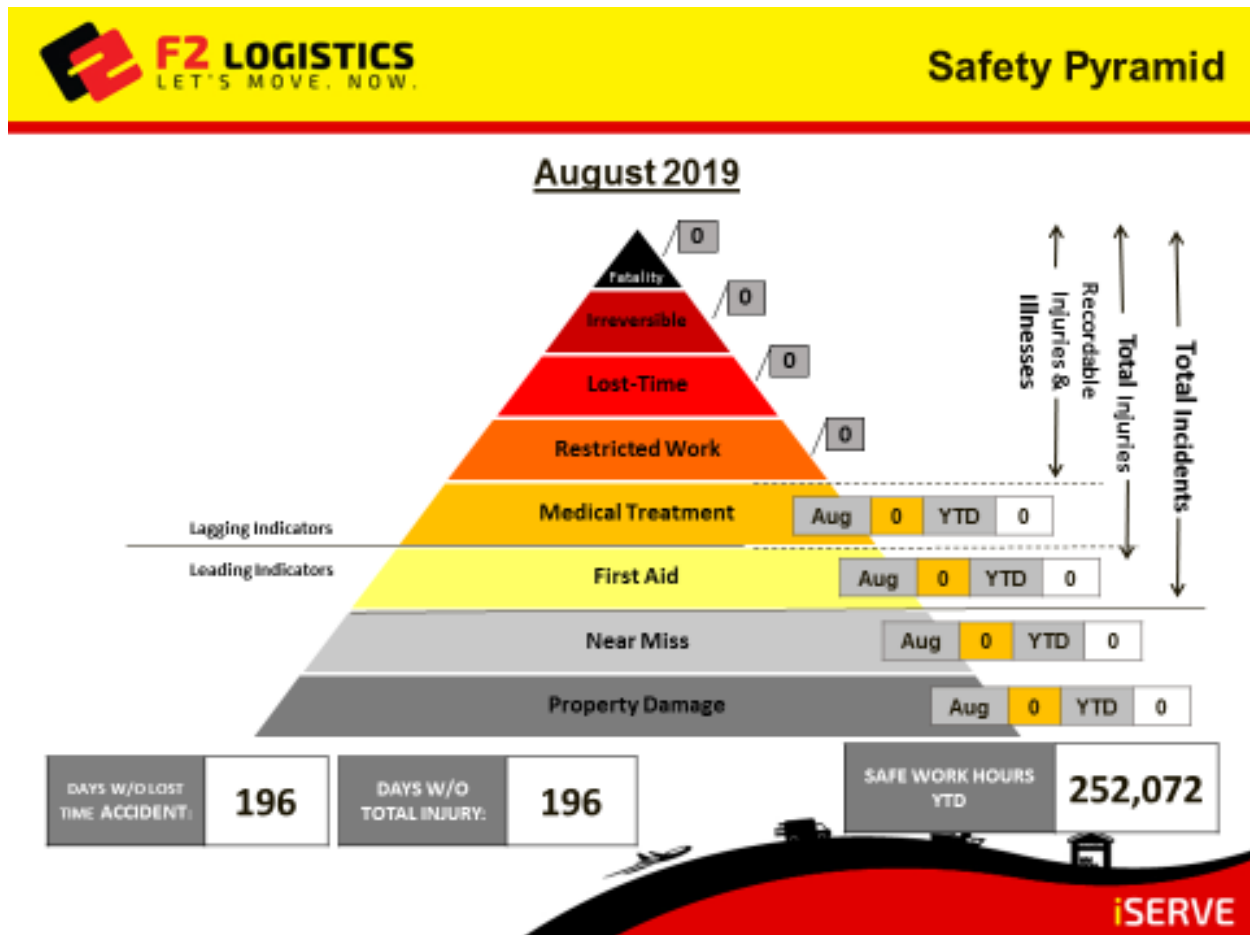 F2 LOGISTICS
LET'S MOVE. NOW.
Safety Pyramid
August 2019
0
Fatality
0
Irreversible
0
Lost-Time
0
Restricted Work
Medical Treatment
Aug 0 YTD 0
Lagging Indicators
Leading Indicators
First Aid
Aug 0 YTD 0
Near Miss
Aug 0 YTD 0
Property Damage
Aug 0 YTD 0
Recordable
Injuries &
Illnesses
Total Injuries
Total Incidents
DAYS W/O LOST
TIME ACCIDENT:
196
DAYS W/O
TOTAL INJURY:
196
SAFE WORK HOURS
YTD
252,072
iSERVE